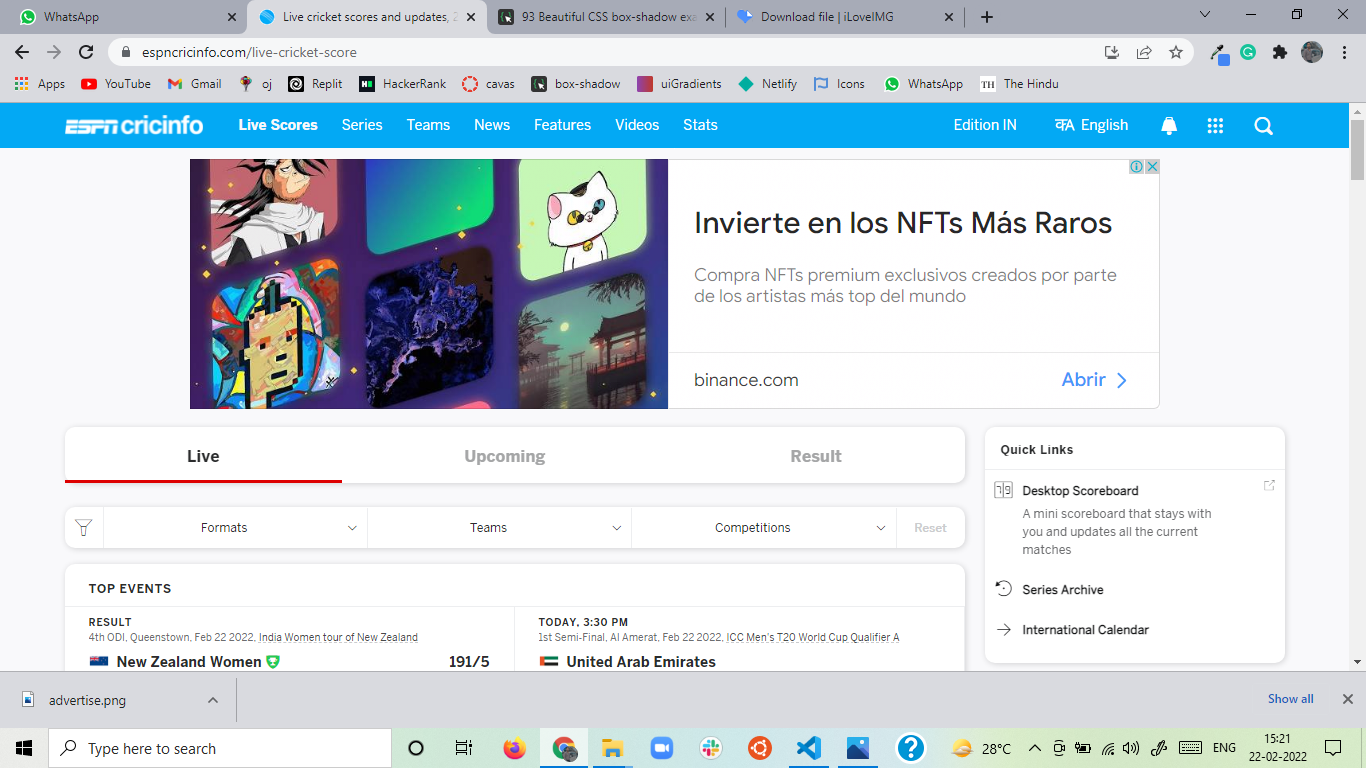 WhatsApp
Live cricket scores and updates, 2
93 Beautiful CSS box-shadow exa
Download file | iLoveIMG
espncricinfo.com/live-cricket-score
Apps YouTube Gmail oj Replit HackerRank cavas box-shadow uiGradients Netlify Icons WhatsApp The Hindu
ESPN cricinfo Live Scores Series Teams News Features Videos Stats Edition IN कA English
Invierte en los NFTs Más Raros
Compra NFTs premium exclusivos creados por parte
de los artistas más top del mundo
binance.com Abrir
Live Upcoming Result
Formats Teams Competitions Reset
TOP EVENTS
RESULT
4th ODI, Queenstown, Feb 22 2022, India Women tour of New Zealand
New Zealand Women 191/5
TODAY, 3:30 PM
1st Semi-Final, Al Amerat, Feb 22 2022, ICC Men's T20 World Cup Qualifier A
United Arab Emirates
Quick Links
Desktop Scoreboard
A mini scoreboard that stays with
you and updates all the current
matches
Series Archive
International Calendar
advertise.png Show all
Type here to search
28°C ENG
15:21
22-02-2022